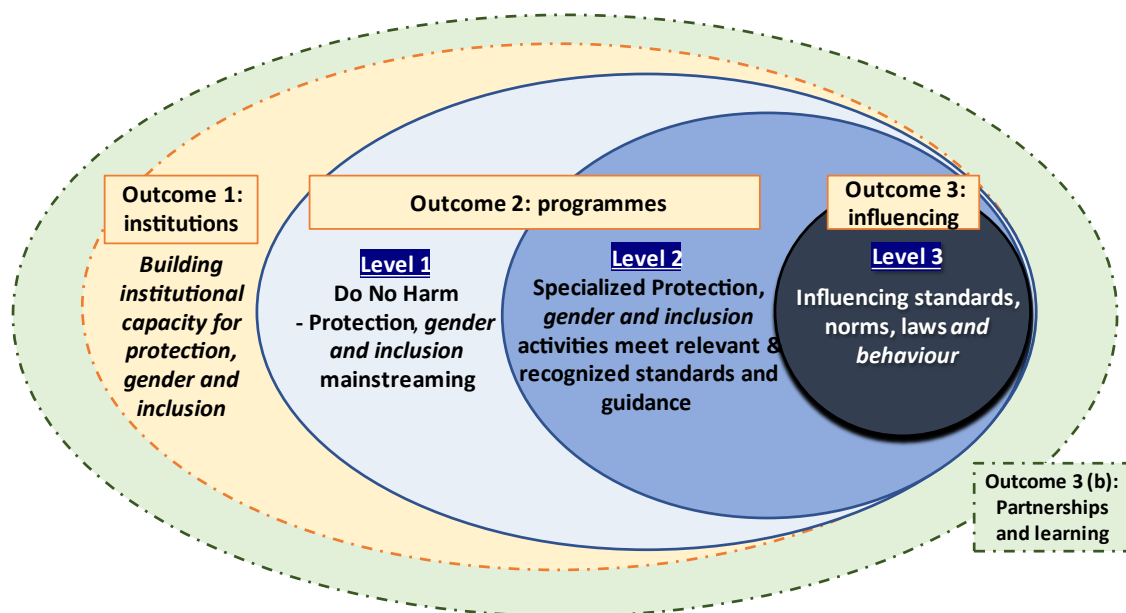 Outcome 1:
institutions
Building
institutional
capacity for
protection,
gender and
inclusion
Outcome 2: programmes
Level 1
Do No Harm
- Protection, gender
and inclusion
mainstreaming
Level 2
Specialized Protection,
gender and inclusion
activities meet relevant &
recognized standards and
guidance
Outcome 3:
influencing
Level 3
Influencing standards,
norms, laws and
behaviour
Outcome 3 (b):
Partnerships
and learning